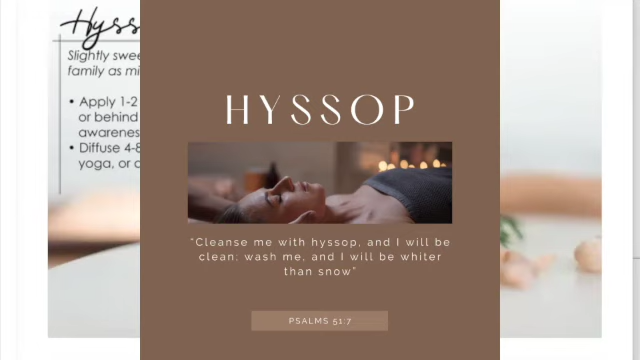 Hyss
Slightly swee
family as mi
• Apply 1-2
or behind
awarenes
• Diffuse 4-8
yoga, or a
HYSSOP
"Cleanse me with hyssop, and I will be
clean; wash me, and I will be whiter
than snow"
PSALMS 51:7